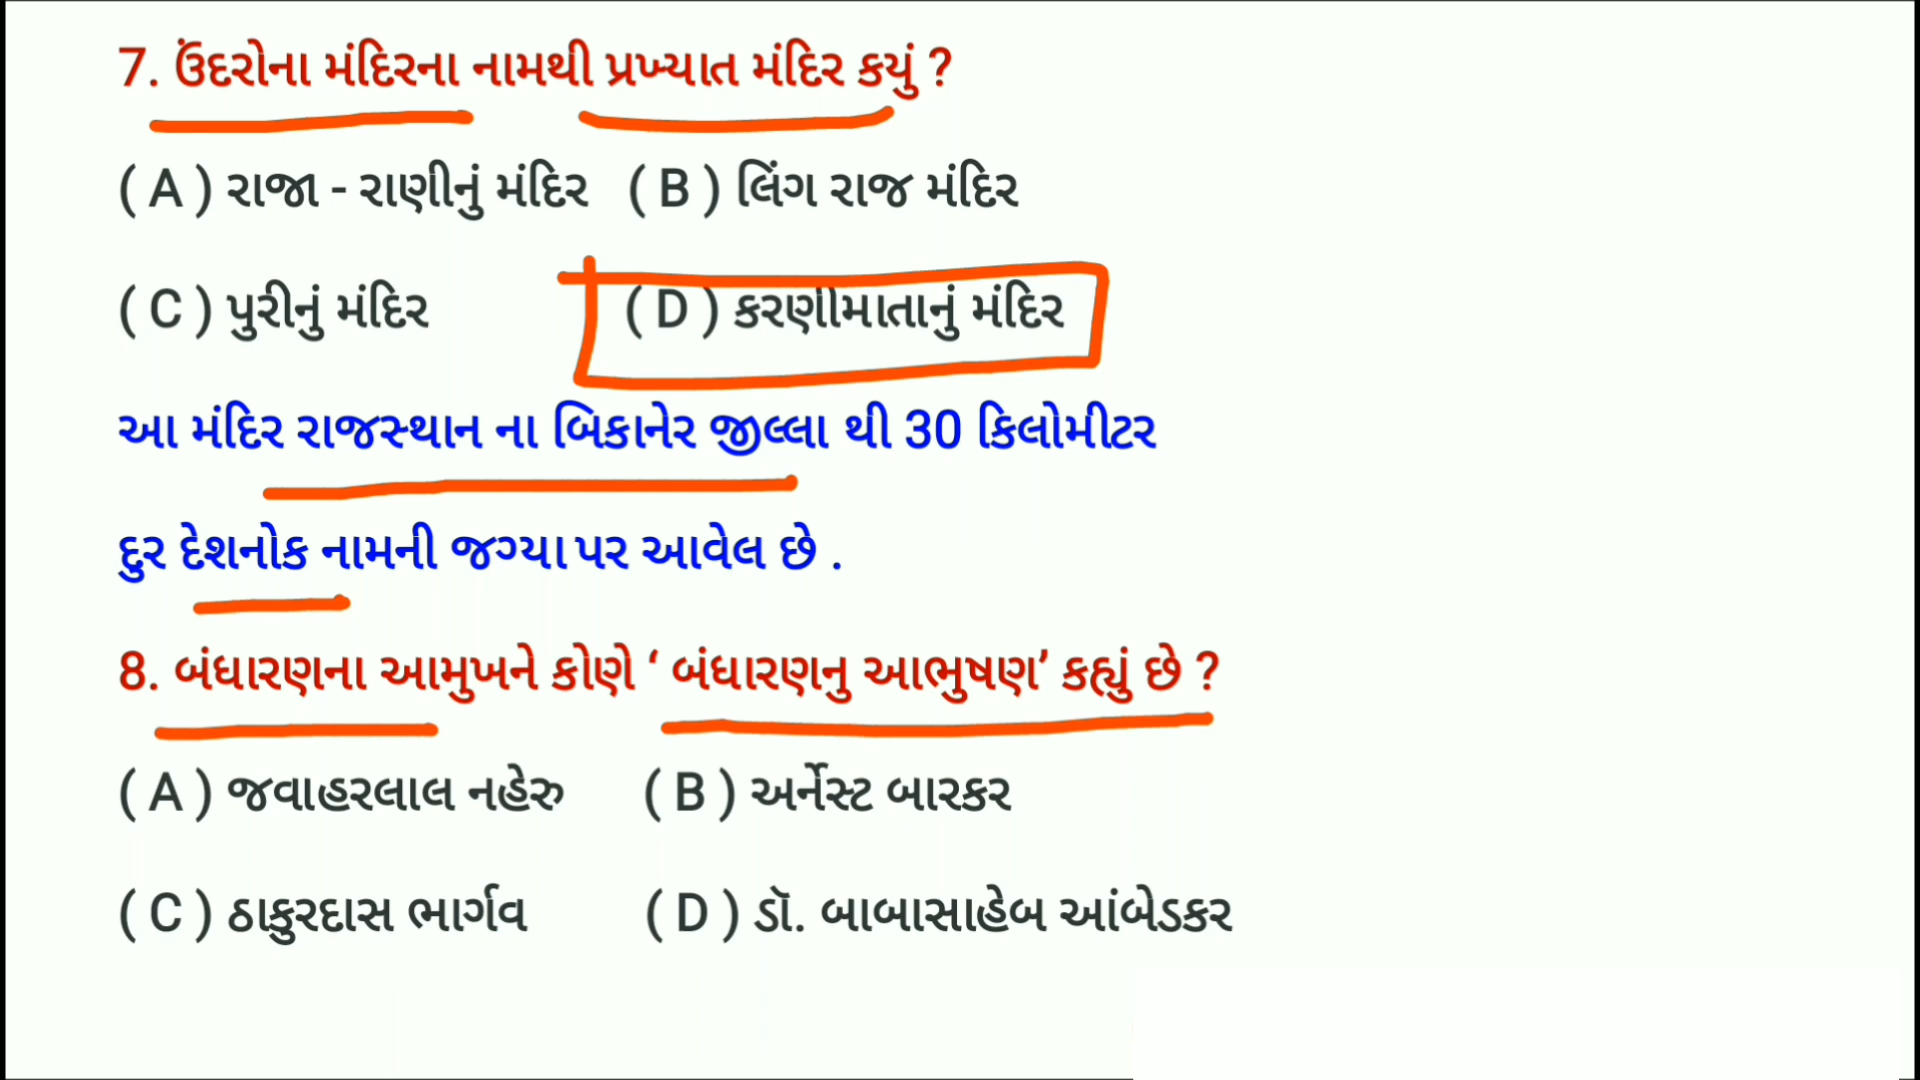 7. ઉંદરોના મંદિરના નામથી પ્રખ્યાત મંદિર કયું ?
( A ) રાજા - રાણીનું મંદિર ( B ) લિંગ રાજ મંદિર
( C ) પુરીનું મંદિર ( D ) કરણીમાતાનું મંદિર
આ મંદિર રાજસ્થાન ના બિકાનેર જીલ્લા થી 30 કિલોમીટર
દુર દેશનોક નામની જગ્યા પર આવેલ છે .
8. બંધારણના આમુખને કોણે ‘ બંધારણનુ આભુષણ’ કહ્યું છે ?
( A ) જવાહરલાલ નહેરુ ( B ) અર્નેસ્ટ બારકર
( C ) ઠાકુરદાસ ભાર્ગવ ( D ) ડૉ. બાબાસાહેબ આંબેડકર